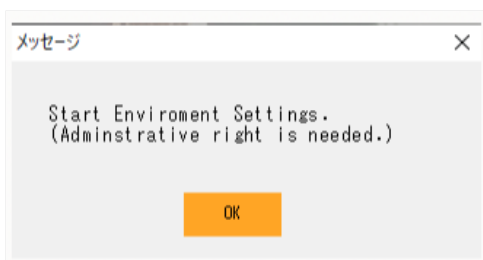 メッセージ
Start Enviroment Settings.
(Adminstrative right is needed.)
OK